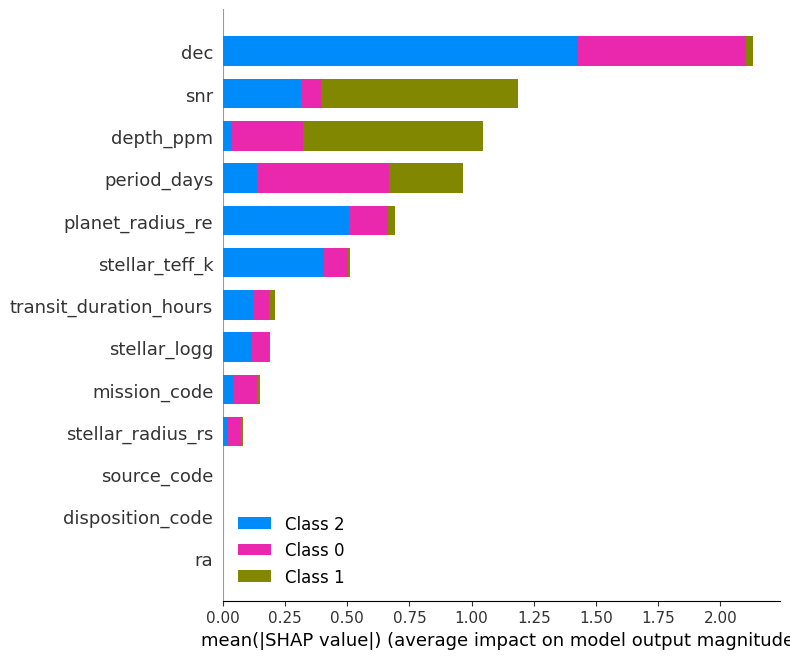 dec
snr
depth_ppm
period_days
planet_radius_re
stellar_teff_k
transit_duration_hours
stellar_logg
mission_code
stellar_radius_rs
source_code
disposition_code
ra
Class 2
Class 0
Class 1
0.00 0.25 0.50 0.75 1.00 1.25 1.50 1.75 2.00
mean(|SHAP value|) (average impact on model output magnitude